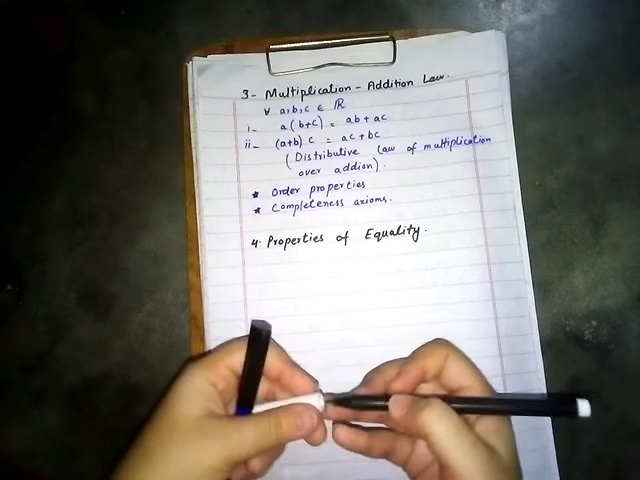 3- Multiplication - Addition Law.
∀ a,b,c ∈ ℝ
i- a(b+c) = ab + ac
ii- (a+b) c = ac + bc
(Distributive law of multiplication
over addion).
* Order properties
* Completeness axioms.
4. Properties of Equality.